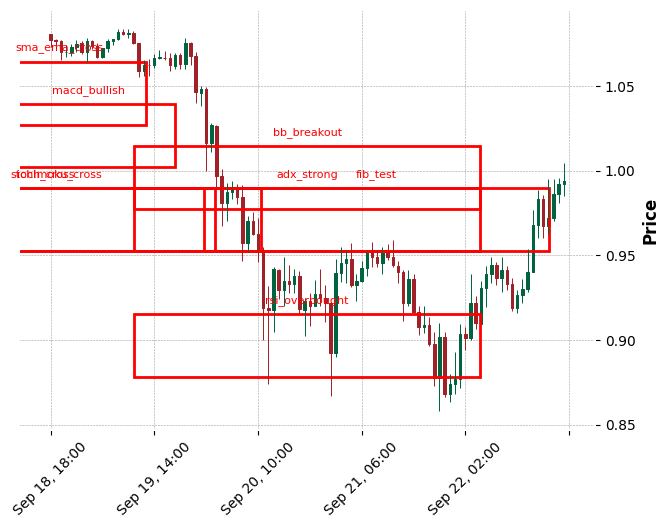 sma_ema_cross
macd_bullish
bb_breakout
adx_strong
fib_test
rsi_overbought
1.05
1.00
0.95
0.90
0.85
Price
Sep 18, 18:00
Sep 19, 14:00
Sep 20, 10:00
Sep 21, 06:00
Sep 22, 02:00